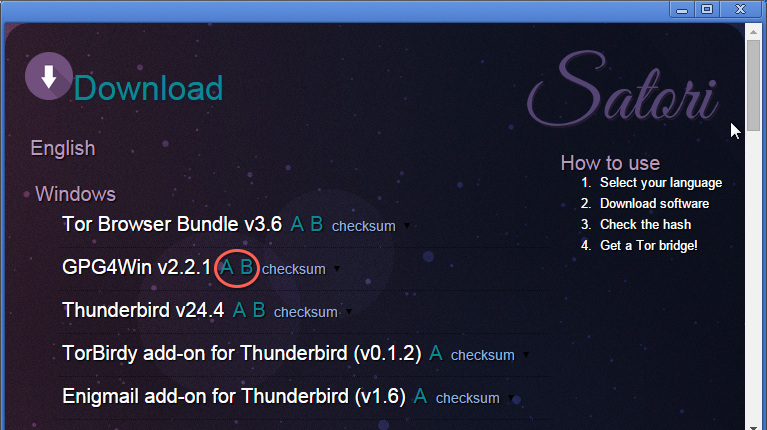 Download
Satori
English
How to use
1. Select your language
2. Download software
3. Check the hash
4. Get a Tor bridge!
Windows
Tor Browser Bundle v3.6 A B checksum
GPG4Win v2.2.1 A B checksum
Thunderbird v24.4 A B checksum
TorBirdy add-on for Thunderbird (v0.1.2) A checksum
Enigmail add-on for Thunderbird (v1.6) A checksum